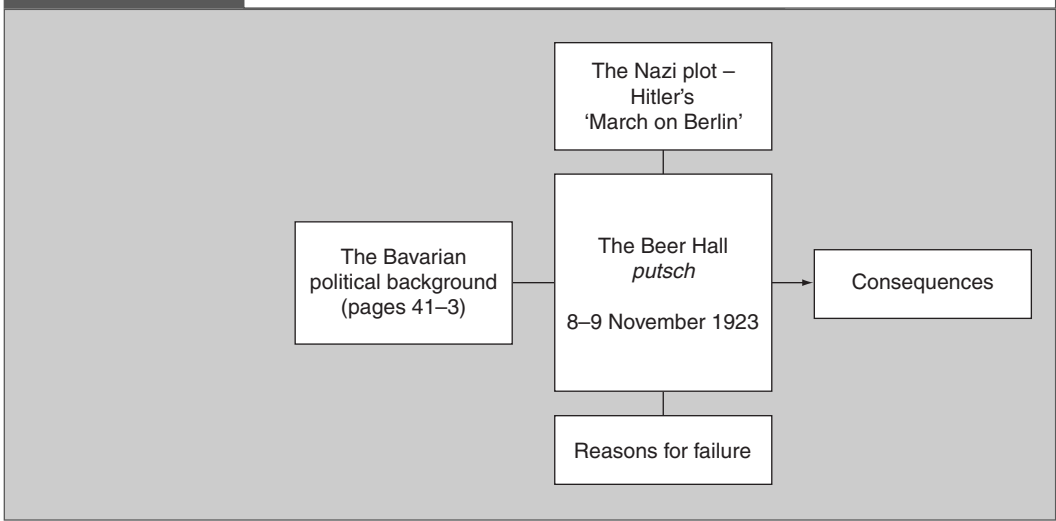 The Nazi plot –
Hitler's
‘March on Berlin’
The Bavarian
political background
(pages 41–3)
The Beer Hall
putsch
8–9 November 1923
Consequences
Reasons for failure